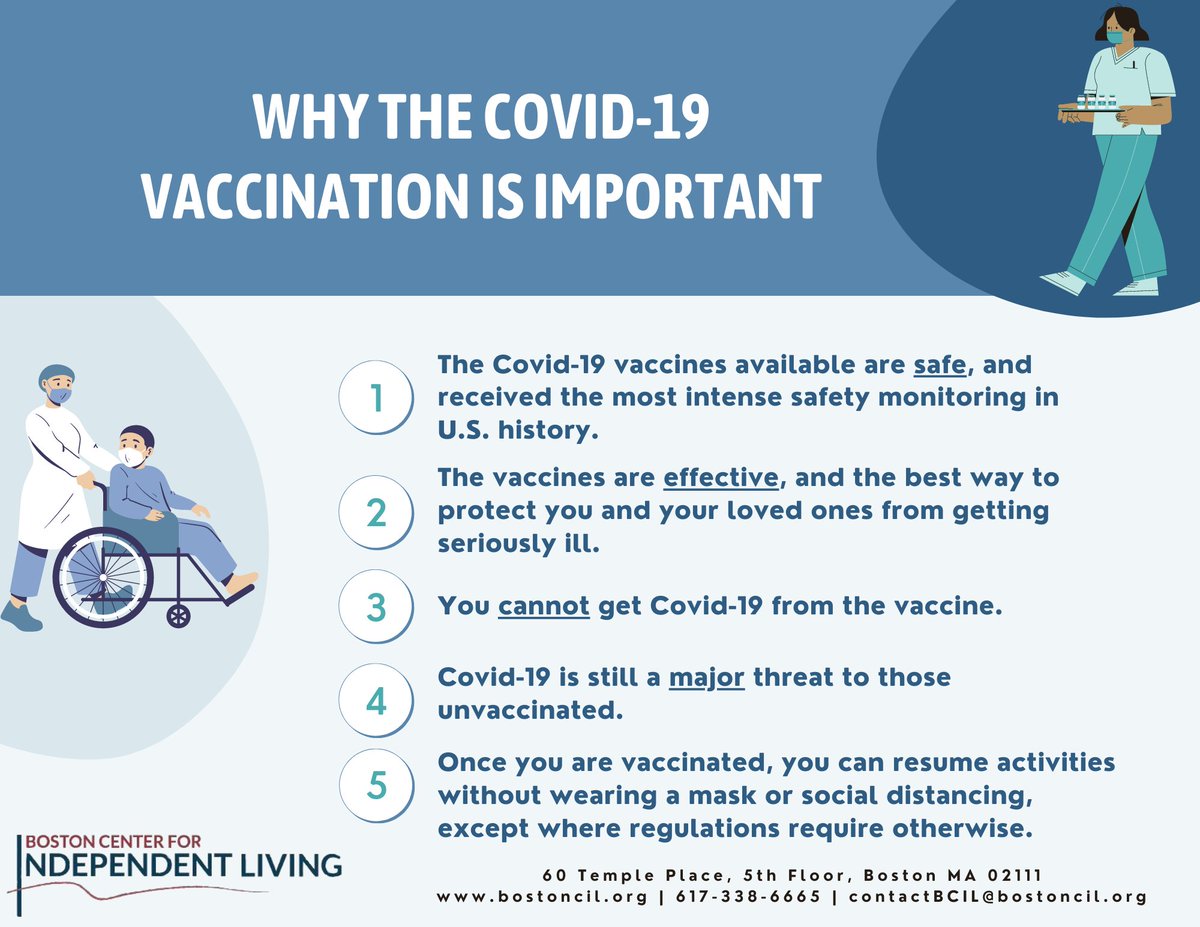 WHY THE COVID-19
VACCINATION IS IMPORTANT
1
The Covid-19 vaccines available are safe, and
received the most intense safety monitoring in
U.S. history.
2
The vaccines are effective, and the best way to
protect you and your loved ones from getting
seriously ill.
3
You cannot get Covid-19 from the vaccine.
4
Covid-19 is still a major threat to those
unvaccinated.
5
Once you are vaccinated, you can resume activities
without wearing a mask or social distancing,
except where regulations require otherwise.
BOSTON CENTER FOR
INDEPENDENT LIVING
60 Temple Place, 5th Floor, Boston MA 02111
www.bostoncil.org | 617-338-6665 | contactBCIL@bostoncil.org